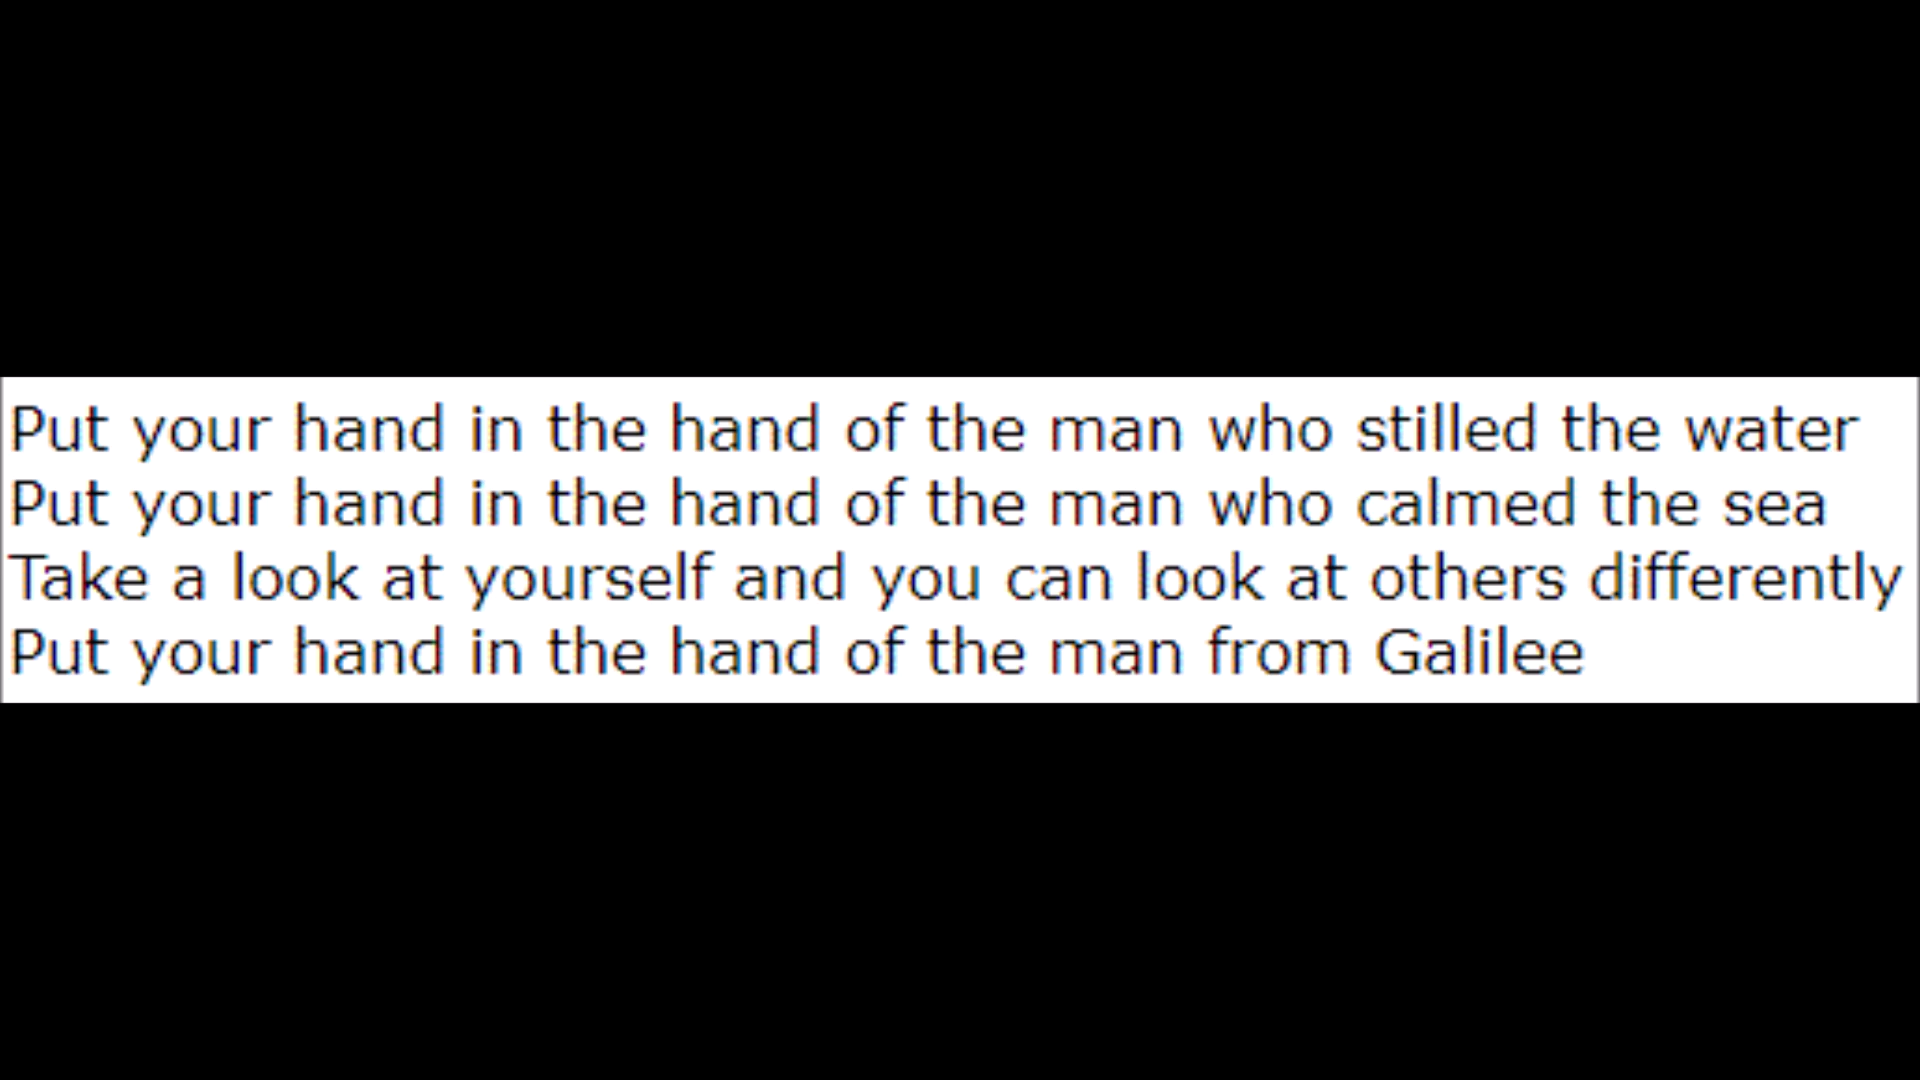 Put your hand in the hand of the man who stilled the water
Put your hand in the hand of the man who calmed the sea
Take a look at yourself and you can look at others differently
Put your hand in the hand of the man from Galilee